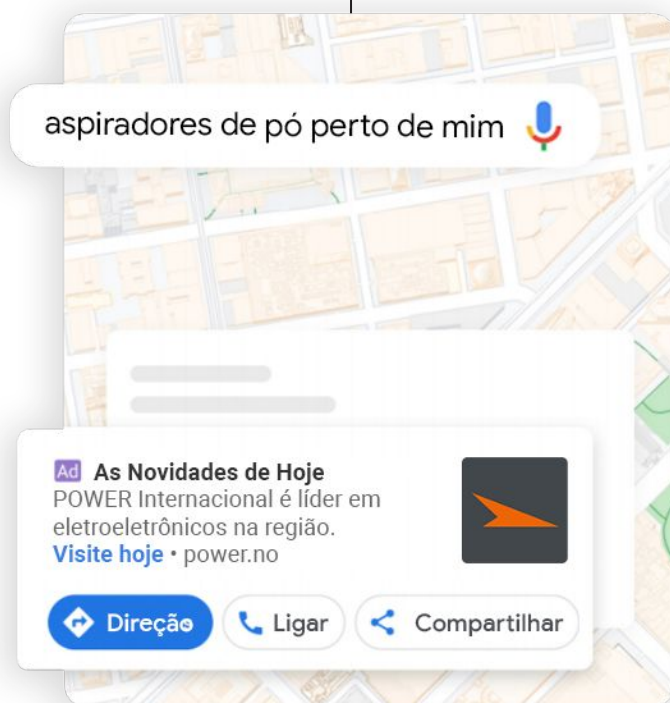 aspiradores de pó perto de mim
Ad As Novidades de Hoje
POWER Internacional é líder em
eletroeletrônicos na região.
Visite hoje • power.no
Direção
Ligar
Compartilhar